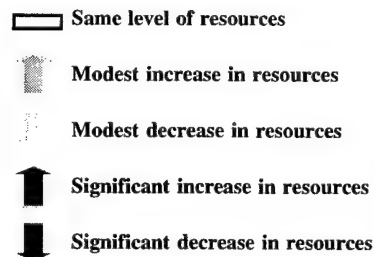 Same level of resources
Modest increase in resources
Modest decrease in resources
Significant increase in resources
Significant decrease in resources